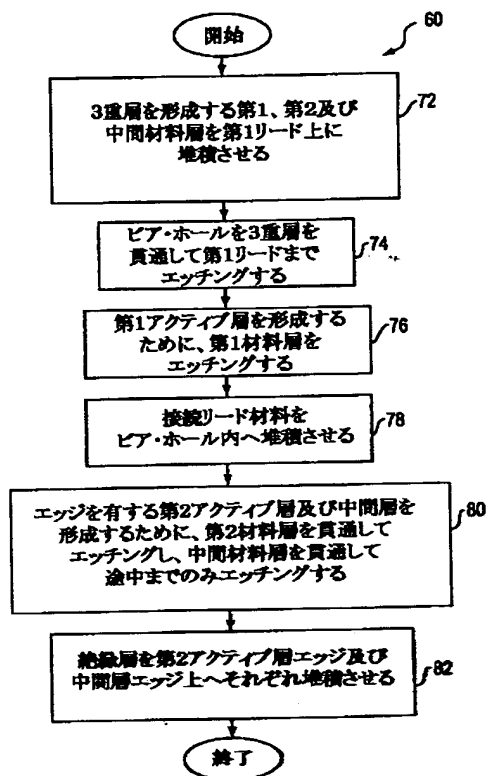 開始
60
3重層を形成する第1、第2及び
中間材料層を第1リード上に
堆積させる
72
ビア・ホールを3重層を
貫通して第1リードまで
エッチングする
74
第1アクティブ層を形成する
ために、第1材料層を
エッチングする
76
接続リード材料を
ビア・ホール内へ堆積させる
78
エッジを有する第2アクティブ層及び中間層を
形成するために、第2材料層を貫通して
エッチングし、中間材料層を貫通して
途中までのみエッチングする
80
絶縁層を第2アクティブ層エッジ及び
中間層エッジ上へそれぞれ堆積させる
82
終了